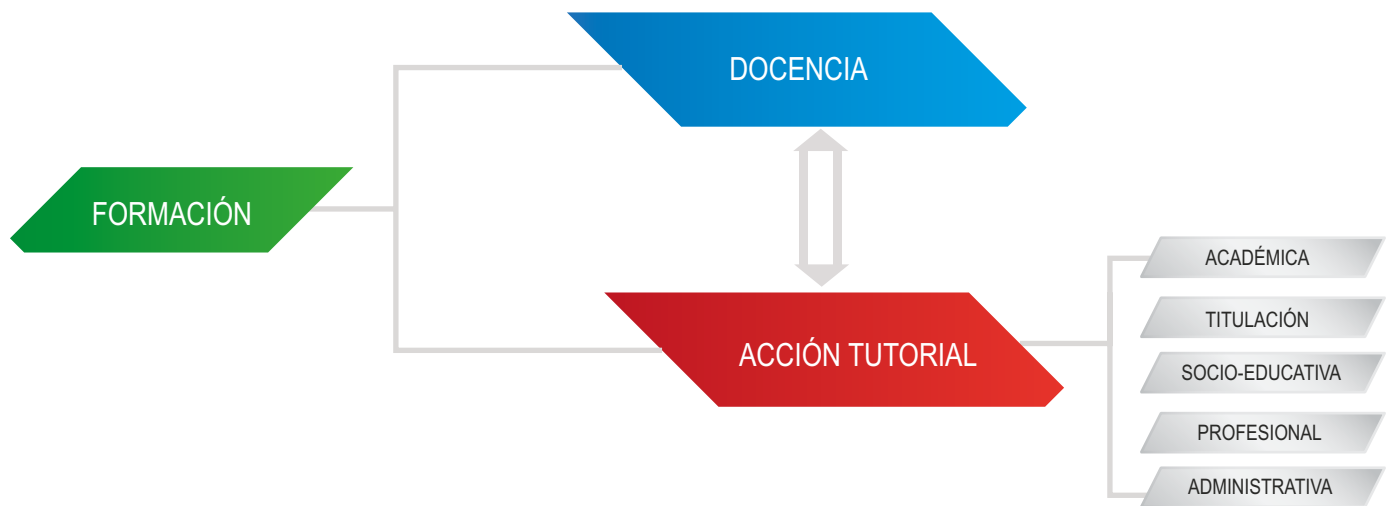 DOCENCIA
FORMACIÓN
ACCIÓN TUTORIAL
ACADÉMICA
TITULACIÓN
SOCIO-EDUCATIVA
PROFESIONAL
ADMINISTRATIVA